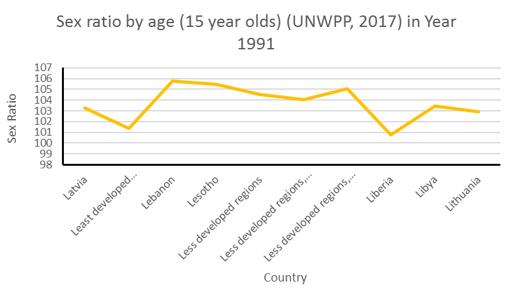 Sex ratio by age (15 year olds) (UNWPP, 2017) in Year
1991
Sex Ratio
107
106
105
104
103
102
101
100
99
98
Latvia
Least developed...
Lebanon
Lesotho
Less developed regions
Less developed regions,...
Less developed regions,...
Liberia
Libya
Lithuania
Country